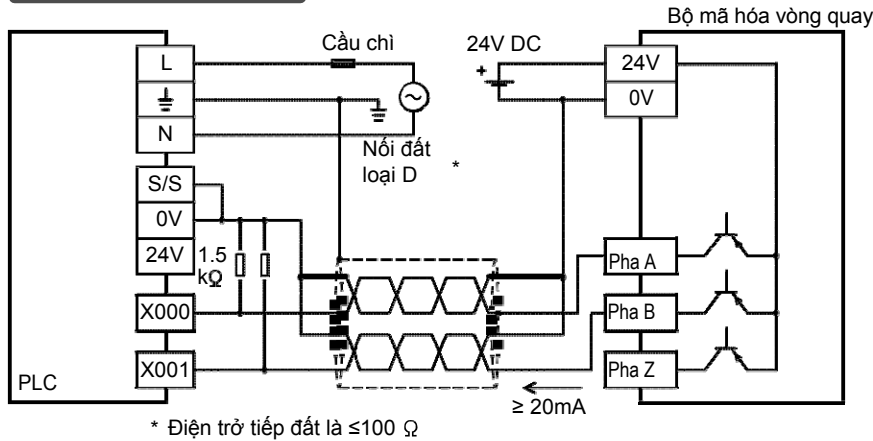 Bộ mã hóa vòng quay
L
Cầu chì
24V DC
+
24V
0V
N
Nối đất
loại D *
S/S
0V
24V
1.5
kΩ
Pha A
X000
Pha B
X001
Pha Z
PLC
≥ 20mA
* Điện trở tiếp đất là ≤100 Ω